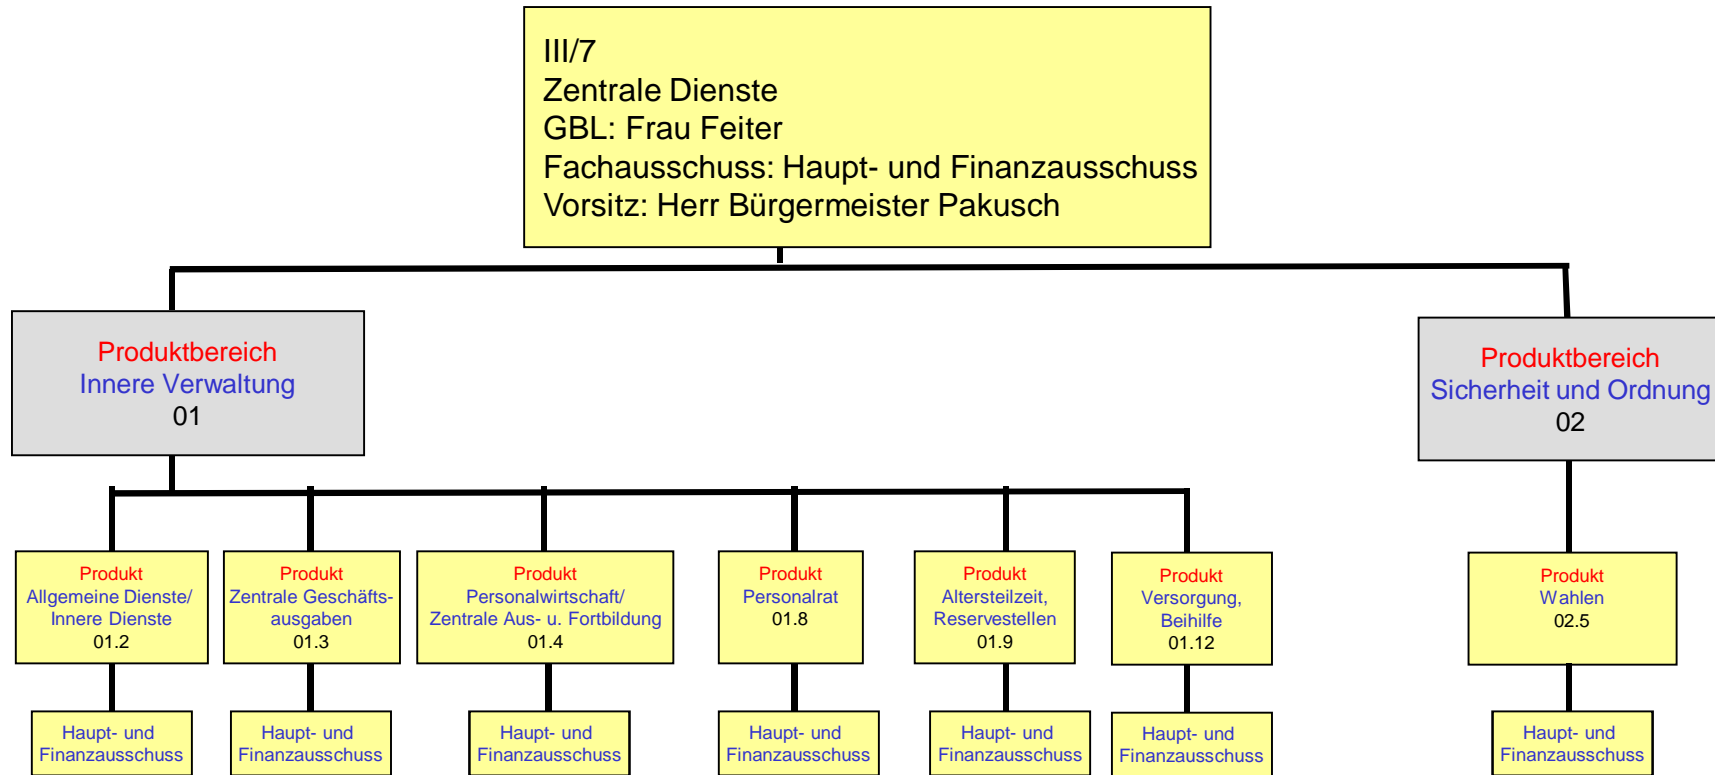 III/7
Zentrale Dienste
GBL: Frau Feiter
Fachausschuss: Haupt- und Finanzausschuss
Vorsitz: Herr Bürgermeister Pakusch
Produktbereich
Innere Verwaltung
01
Produktbereich
Sicherheit und Ordnung
02
Produkt
Allgemeine Dienste/
Innere Dienste
01.2
Produkt
Zentrale Geschäfts-
ausgaben
01.3
Produkt
Personalwirtschaft/
Zentrale Aus- u. Fortbildung
01.4
Produkt
Personalrat
01.8
Produkt
Altersteilzeit,
Reservestellen
01.9
Produkt
Versorgung,
Beihilfe
01.12
Produkt
Wahlen
02.5
Haupt- und
Finanzausschuss
Haupt- und
Finanzausschuss
Haupt- und
Finanzausschuss
Haupt- und
Finanzausschuss
Haupt- und
Finanzausschuss
Haupt- und
Finanzausschuss
Haupt- und
Finanzausschuss